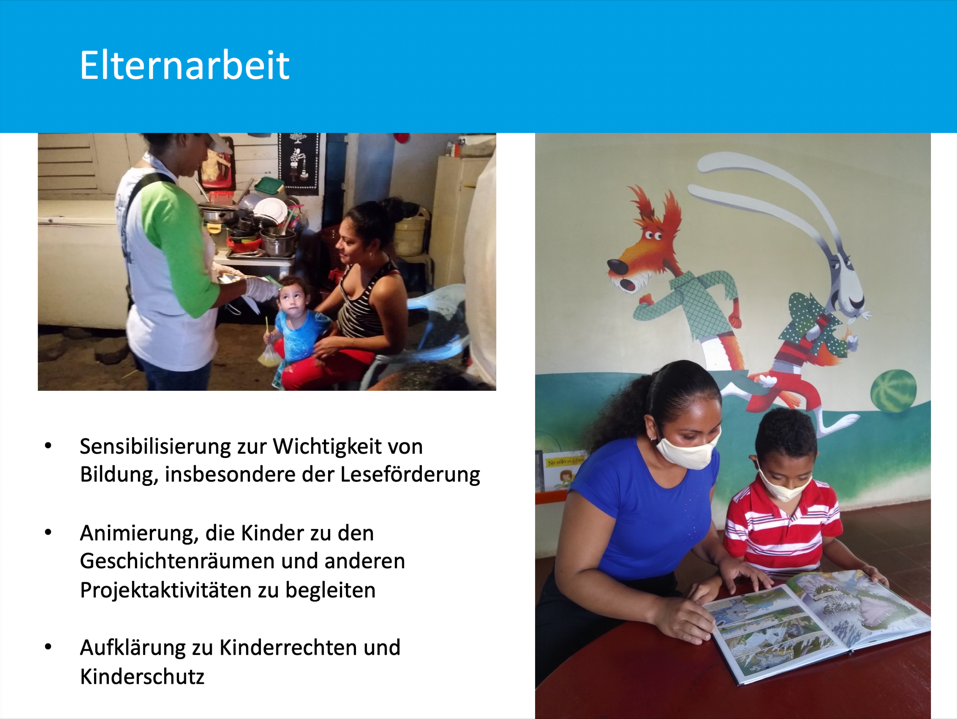 Elternarbeit
• Sensibilisierung zur Wichtigkeit von
Bildung, insbesondere der Leseförderung
• Animierung, die Kinder zu den
Geschichtenräumen und anderen
Projektaktivitäten zu begleiten
• Aufklärung zu Kinderrechten und
Kinderschutz